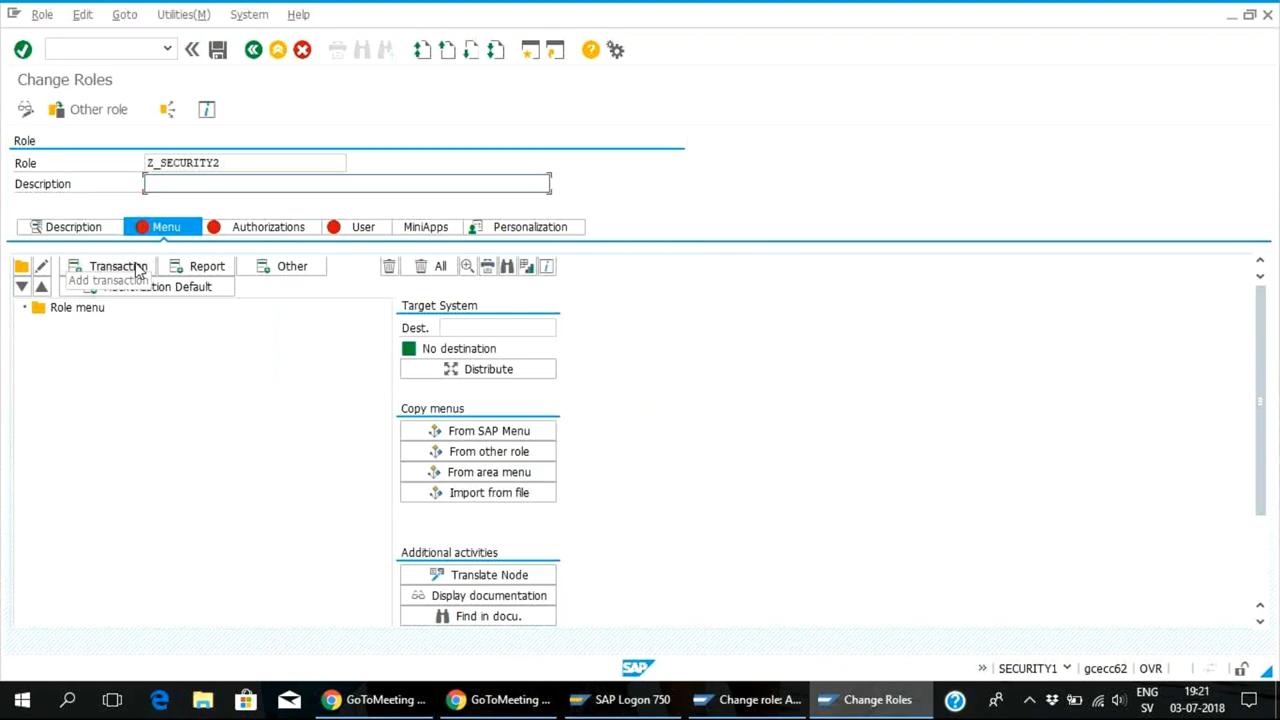 Role Edit Goto Utilities(M) System Help
Change Roles
Other role
Role
Role Z_SECURITY2
Description
Description Menu Authorizations User MiniApps Personalization
Transaction Report Other All
Add transaction
Authorization Default
Role menu
Target System
Dest.
No destination
Distribute
Copy menus
From SAP Menu
From other role
From area menu
Import from file
Additional activities
Translate Node
Display documentation
Find in docu.
SAP
SECURITY1 gcecc62 OVR
GoToMeeting ... GoToMeeting ... SAP Logon 750 Change role: A... Change Roles
ENG 19:21
SV 03-07-2018